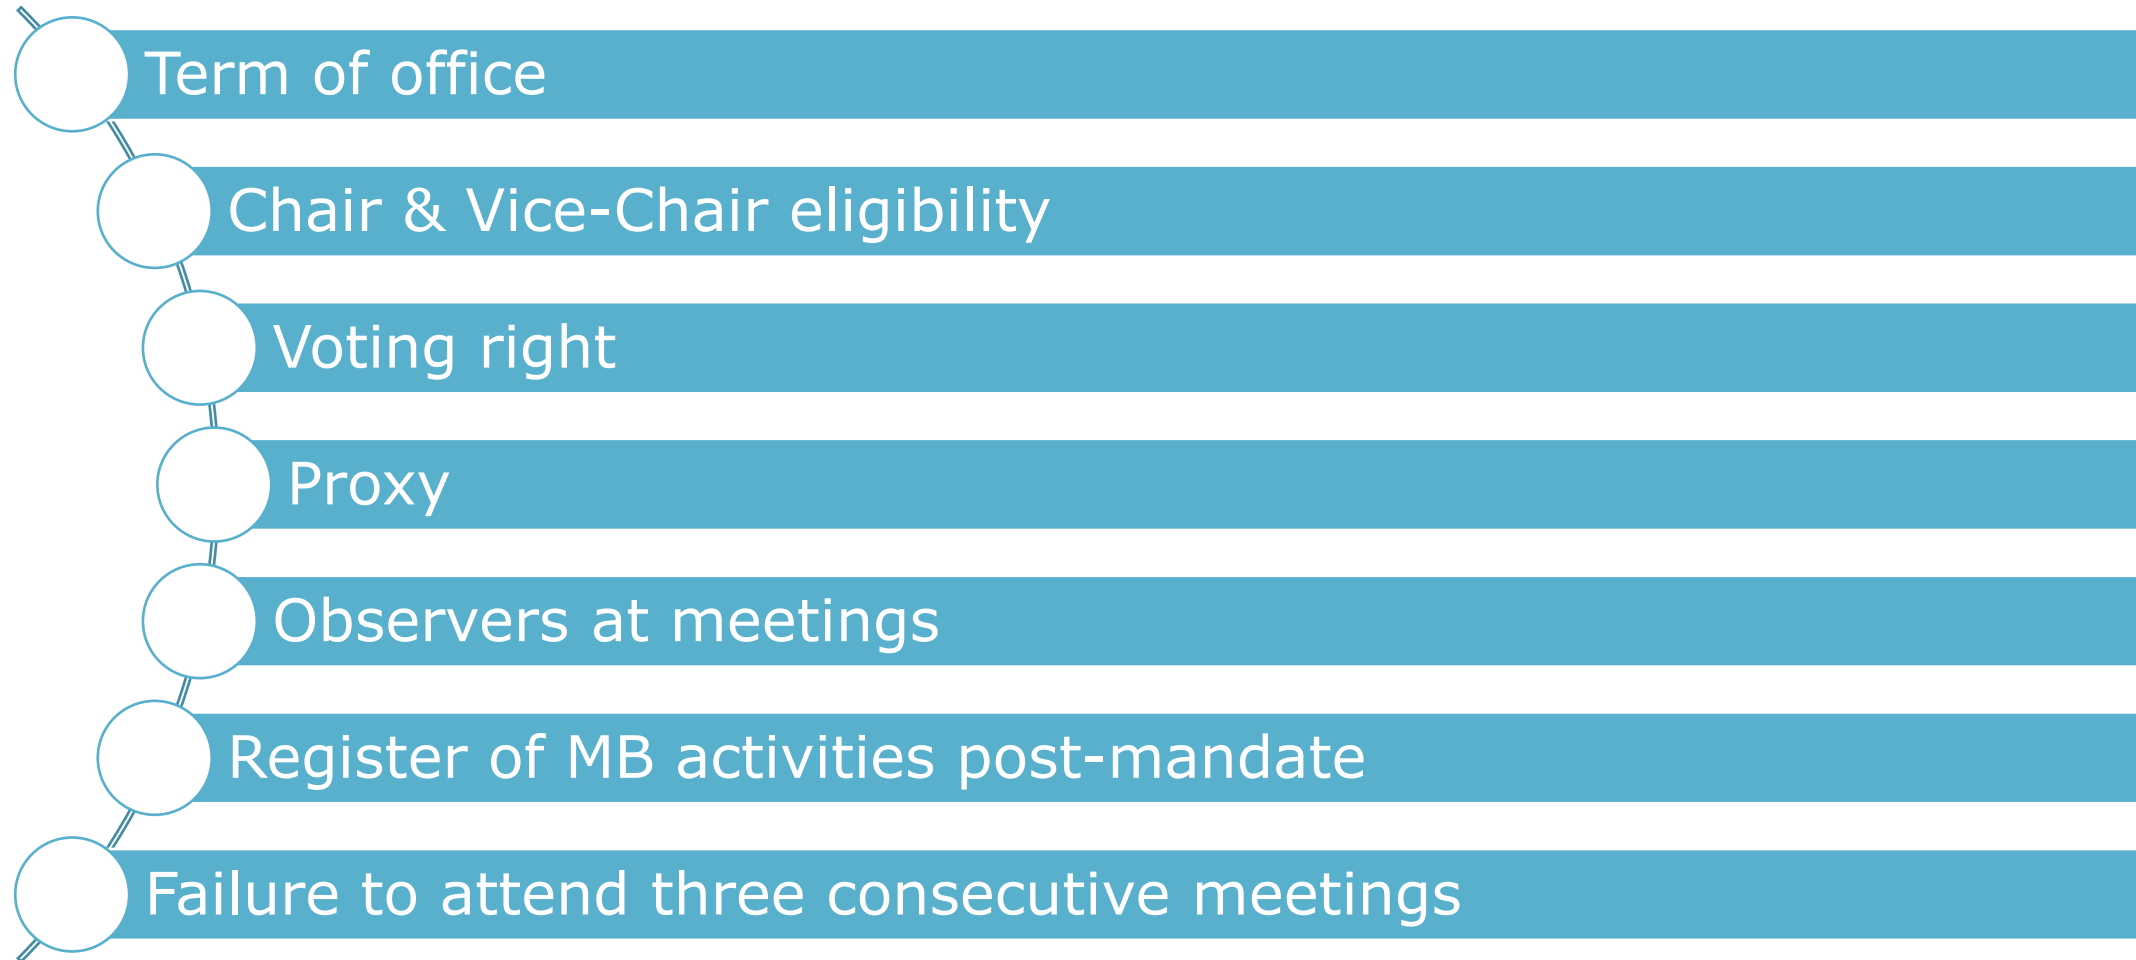 Term of office
Chair & Vice-Chair eligibility
Voting right
Proxy
Observers at meetings
Register of MB activities post-mandate
Failure to attend three consecutive meetings